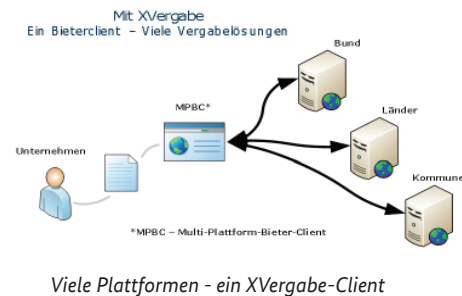 Mit XVergabe
Ein Bieterclient – Viele Vergabelösungen
Bund
MPBC*
Länder
Unternehmen
Kommune
*MPBC – Multi-Plattform-Bieter-Client
Viele Plattformen - ein XVergabe-Client